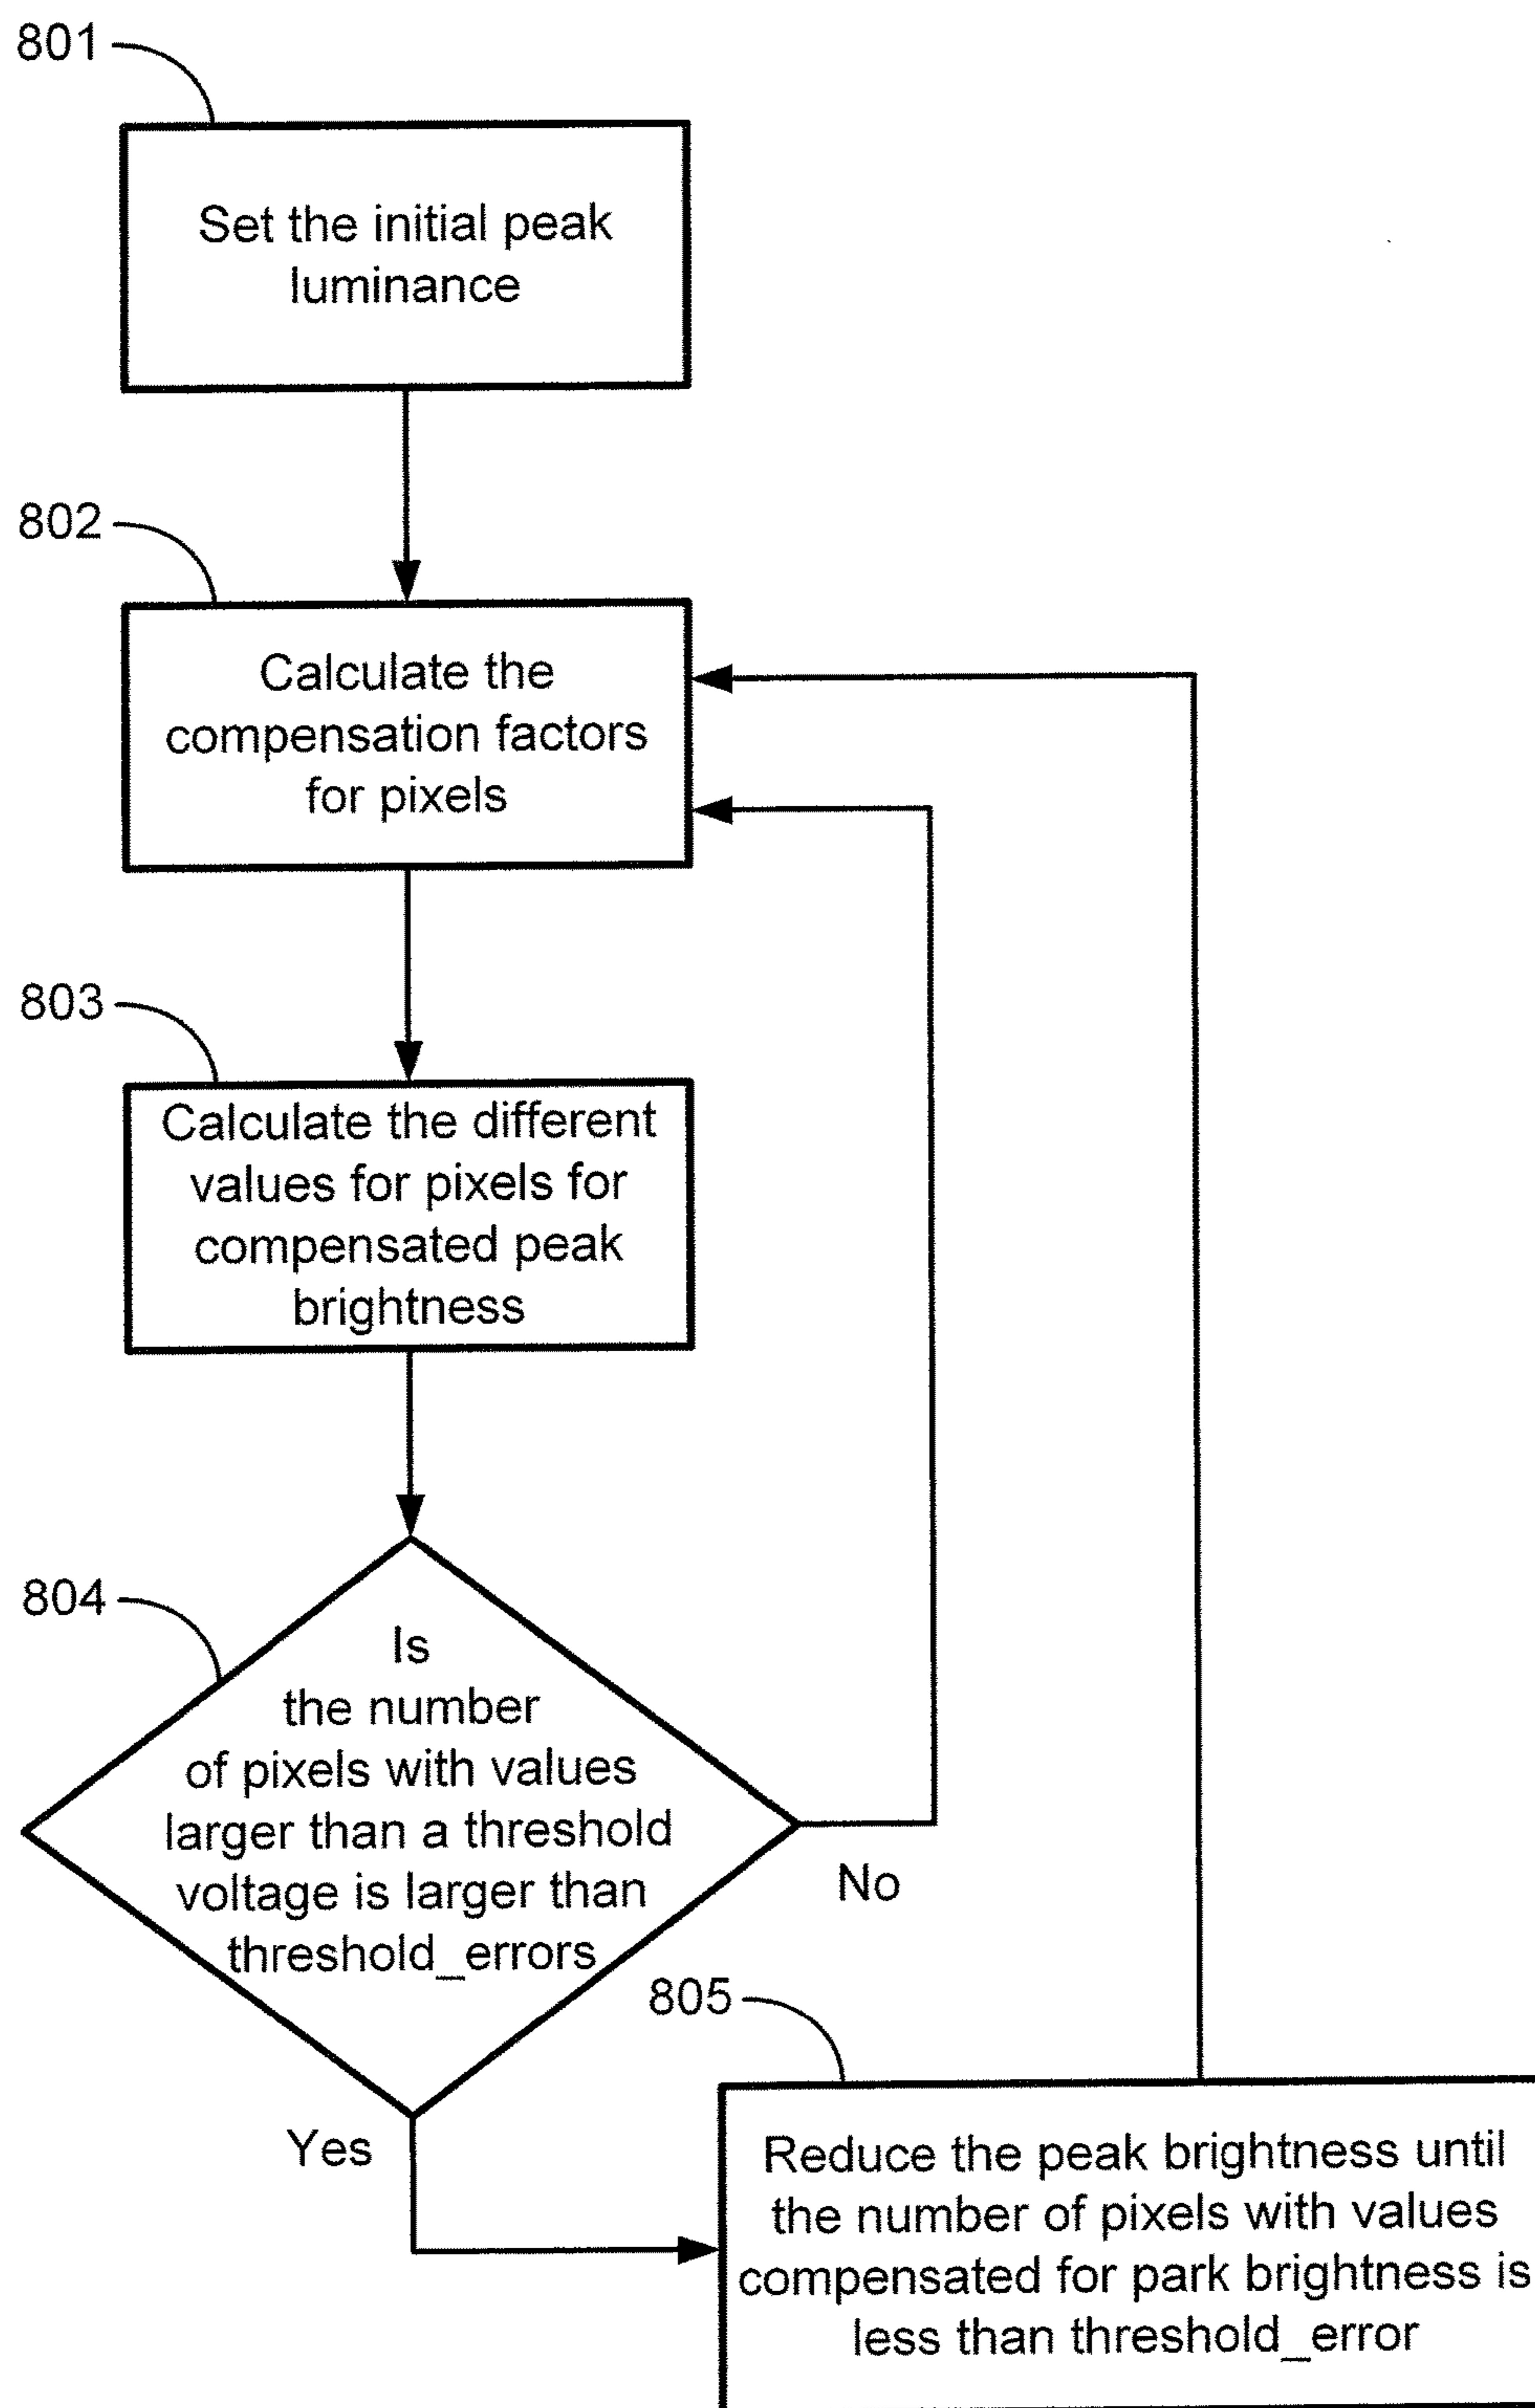 801
Set the initial peak
luminance
802
Calculate the
compensation factors
for pixels
803
Calculate the different
values for pixels for
compensated peak
brightness
804
Is
the number
of pixels with values
larger than a threshold
voltage is larger than
threshold_errors
No
Yes
805
Reduce the peak brightness until
the number of pixels with values
compensated for park brightness is
less than threshold_error